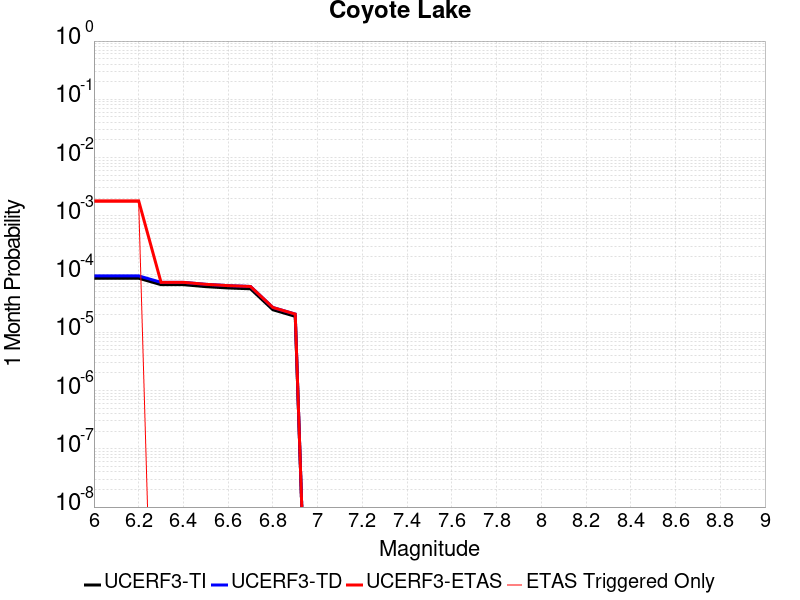 Coyote Lake
10^0
10^-1
10^-2
10^-3
10^-4
10^-5
10^-6
10^-7
10^-8
1 Month Probability
6 6.2 6.4 6.6 6.8 7 7.2 7.4 7.6 7.8 8 8.2 8.4 8.6 8.8 9
Magnitude
UCERF3-TI UCERF3-TD UCERF3-ETAS ETAS Triggered Only